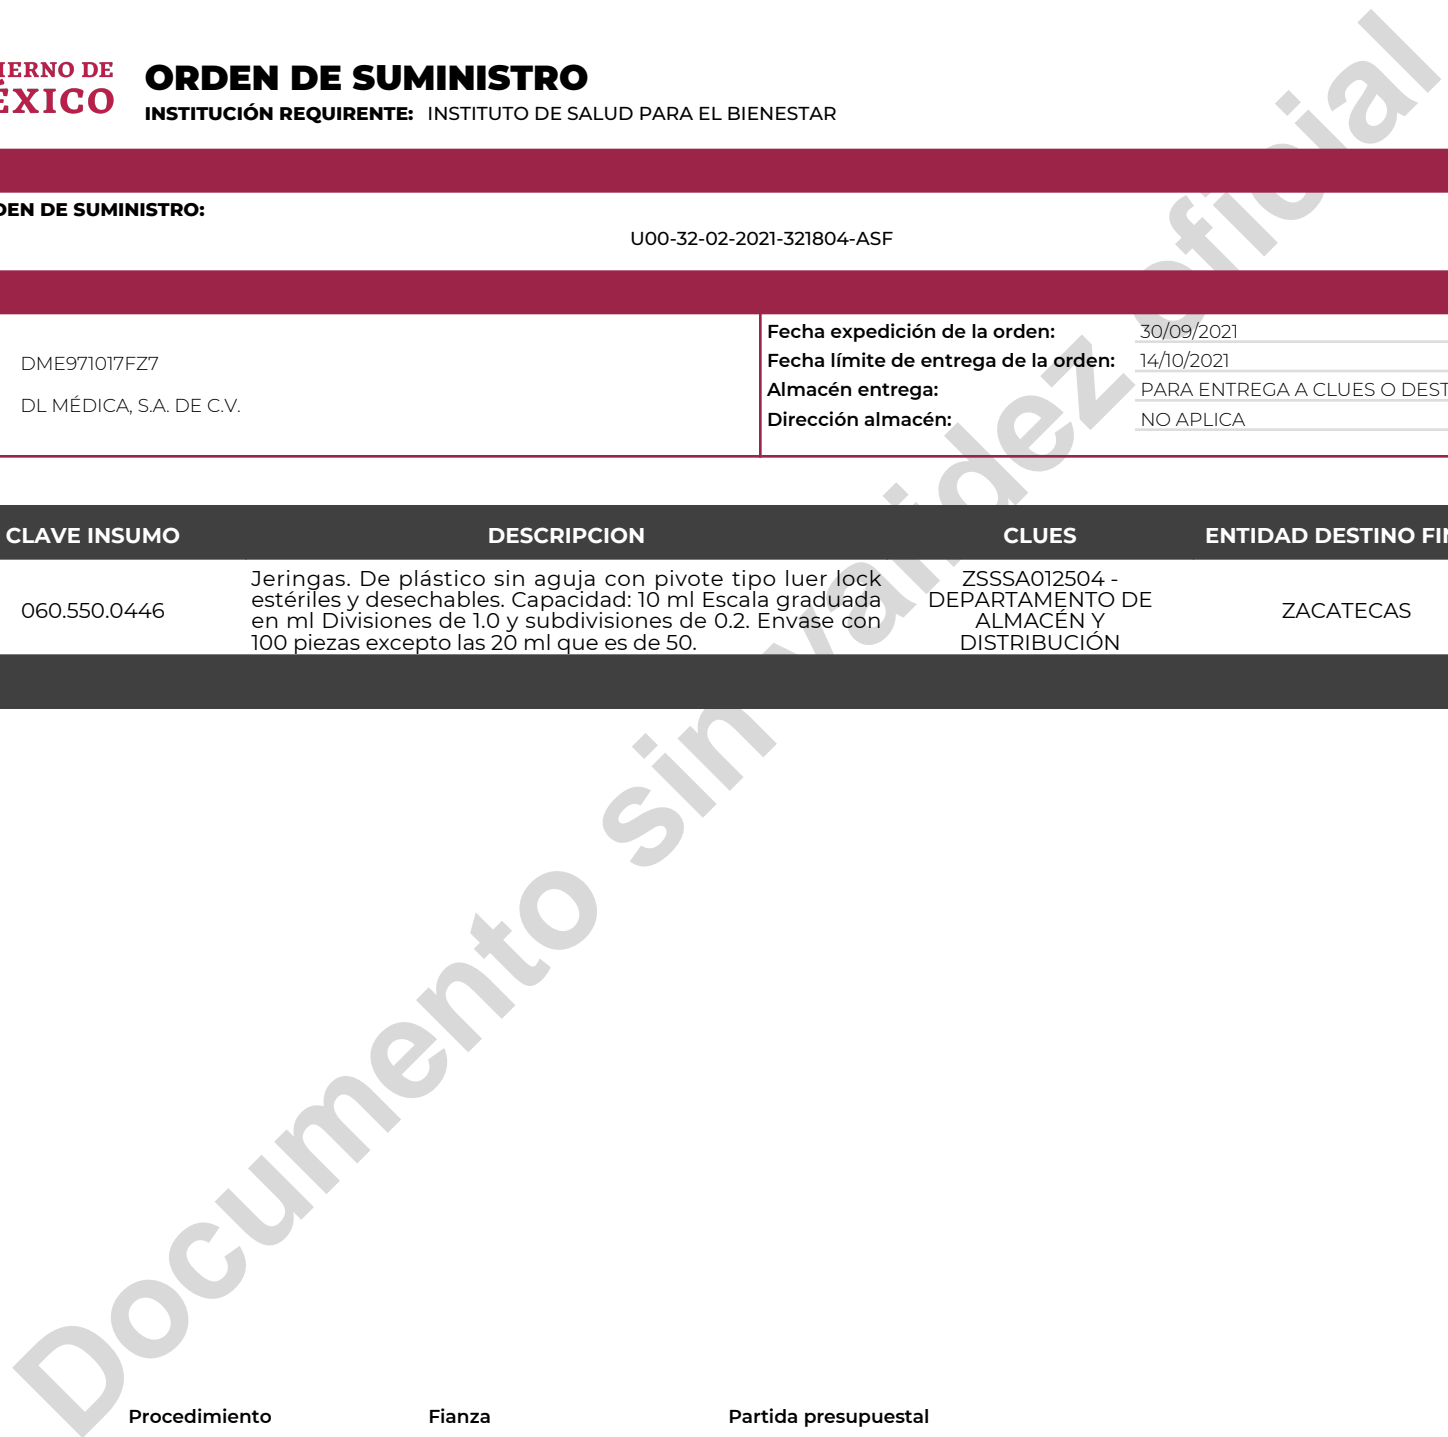 IERNO DE
ÉXICO
ORDEN DE SUMINISTRO
INSTITUCIÓN REQUIRENTE: INSTITUTO DE SALUD PARA EL BIENESTAR
DEN DE SUMINISTRO:
U00-32-02-2021-321804-ASF
DME971017FZ7
DL MÉDICA, S.A. DE C.V.
Fecha expedición de la orden: 30/09/2021
Fecha límite de entrega de la orden: 14/10/2021
Almacén entrega: PARA ENTREGA A CLUES O DEST
Dirección almacén: NO APLICA
CLAVE INSUMO DESCRIPCION CLUES ENTIDAD DESTINO FIN
060.550.0446
Jeringas. De plástico sin aguja con pivote tipo luer lock
estériles y desechables. Capacidad: 10 ml Escala graduada
en ml Divisiones de 1.0 y subdivisiones de 0.2. Envase con
100 piezas excepto las 20 ml que es de 50.
ZSSSA012504 -
DEPARTAMENTO DE
ALMACÉN Y
DISTRIBUCIÓN
ZACATECAS
Documento sin validez oficial
Procedimiento Fianza Partida presupuestal